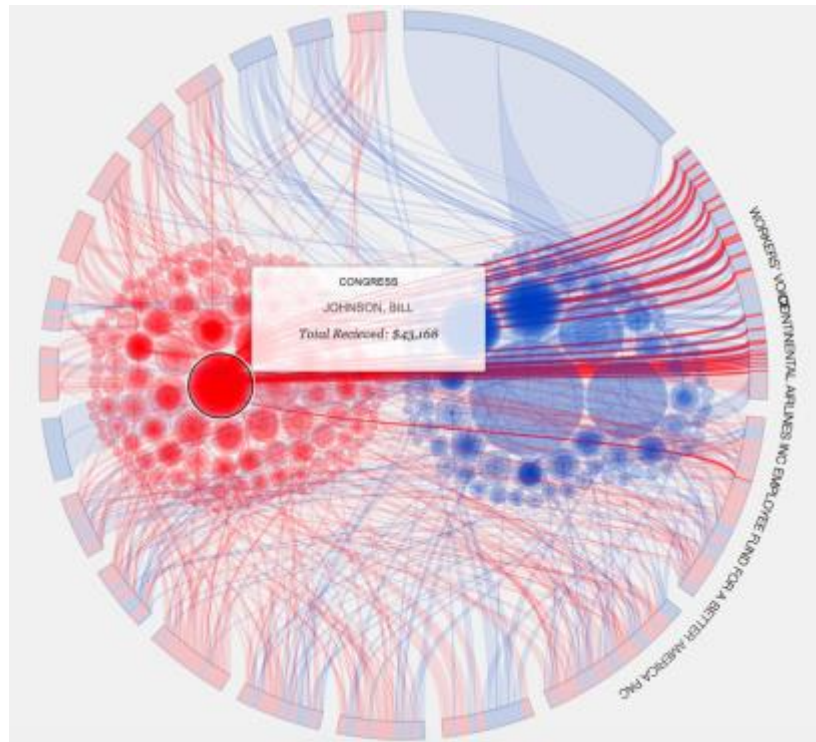 CONGRESS
JOHNSON, BILL
Total Recieved: $43,168
WORKERS' VOICE
CONTINENTAL AIRLINES INC EMPLOYEE FUND FOR A BETTER AMERICA PAC